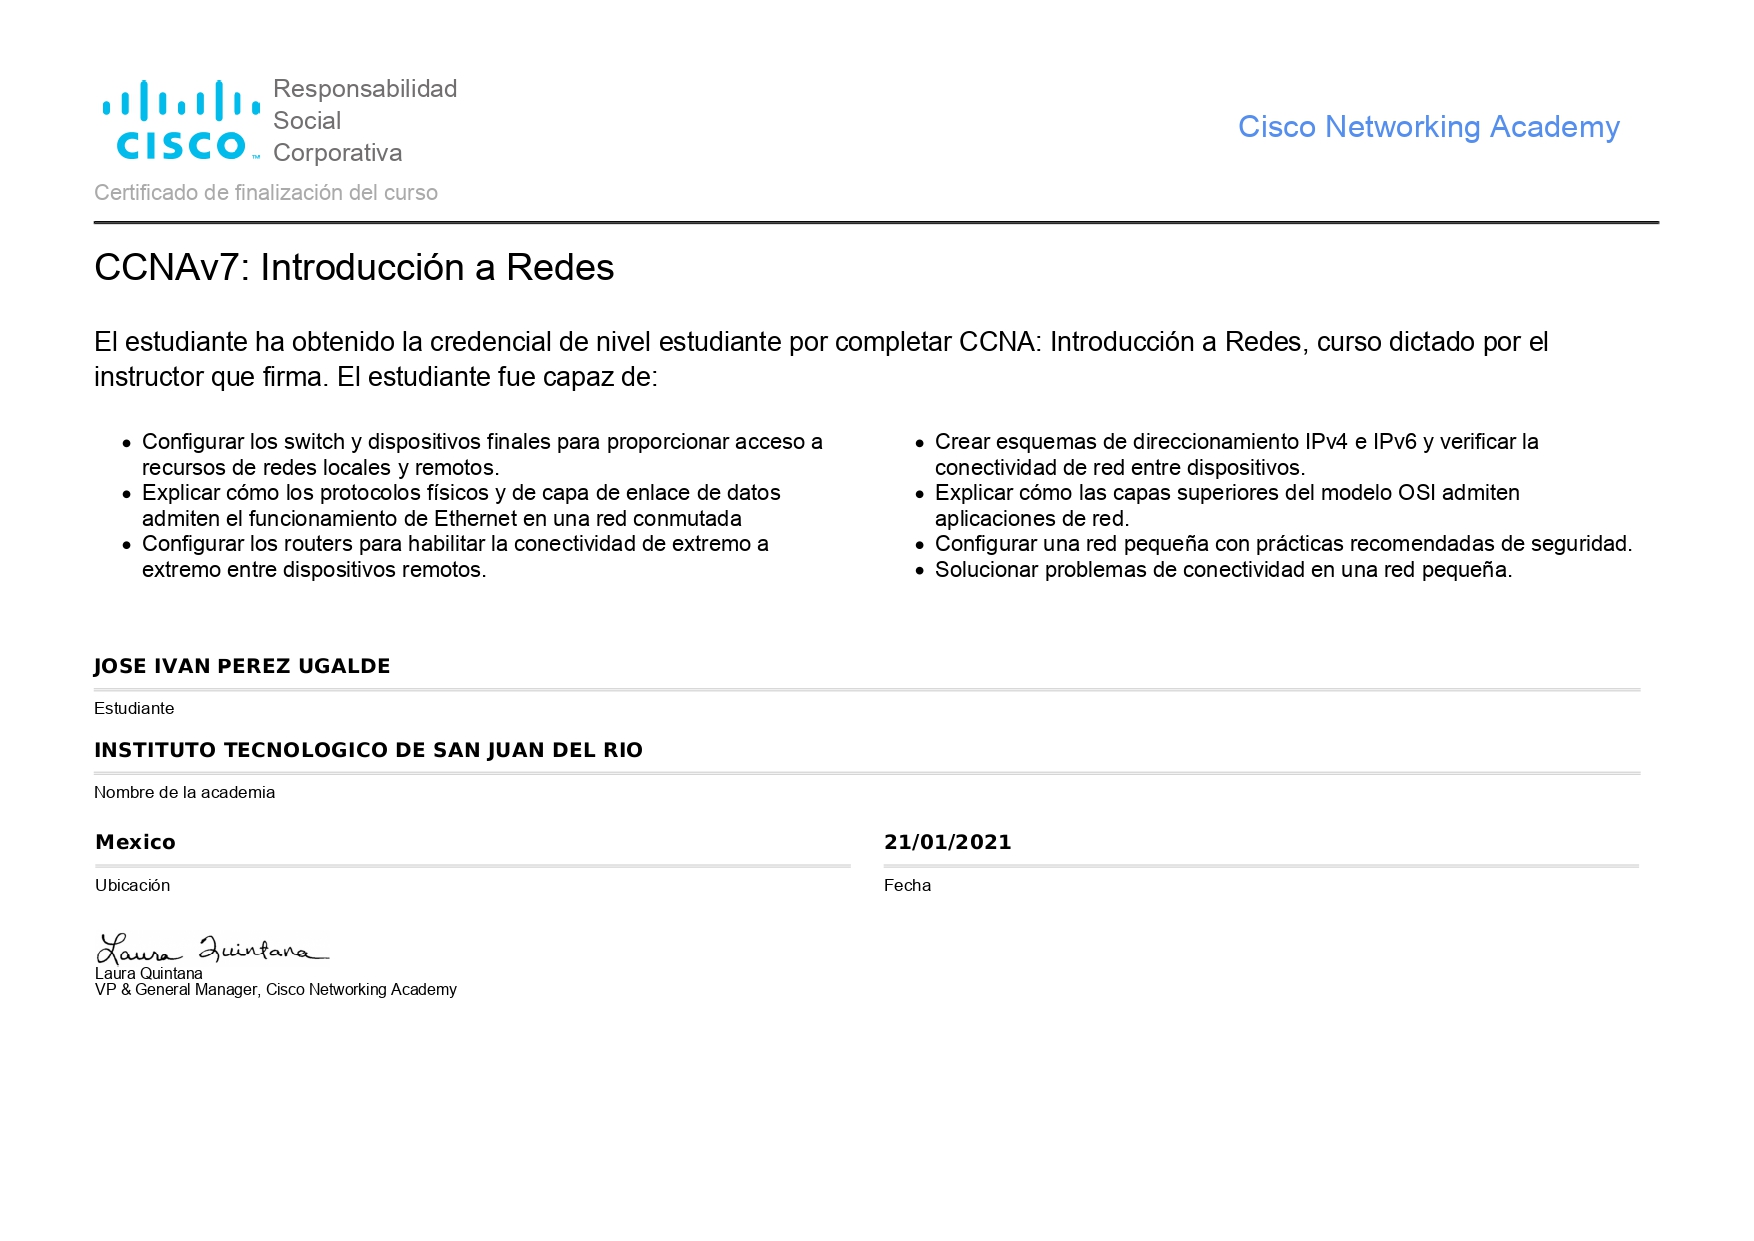 CISCO™
Responsabilidad
Social
Corporativa
Cisco Networking Academy
Certificado de finalización del curso
CCNAv7: Introducción a Redes
El estudiante ha obtenido la credencial de nivel estudiante por completar CCNA: Introducción a Redes, curso dictado por el
instructor que firma. El estudiante fue capaz de:
• Configurar los switch y dispositivos finales para proporcionar acceso a
recursos de redes locales y remotos.
• Explicar cómo los protocolos físicos y de capa de enlace de datos
admiten el funcionamiento de Ethernet en una red conmutada
• Configurar los routers para habilitar la conectividad de extremo a
extremo entre dispositivos remotos.
• Crear esquemas de direccionamiento IPv4 e IPv6 y verificar la
conectividad de red entre dispositivos.
• Explicar cómo las capas superiores del modelo OSI admiten
aplicaciones de red.
• Configurar una red pequeña con prácticas recomendadas de seguridad.
• Solucionar problemas de conectividad en una red pequeña.
JOSE IVAN PEREZ UGALDE
Estudiante
INSTITUTO TECNOLOGICO DE SAN JUAN DEL RIO
Nombre de la academia
Mexico
Ubicación
21/01/2021
Fecha
Laura Quintana
Laura Quintana
VP & General Manager, Cisco Networking Academy